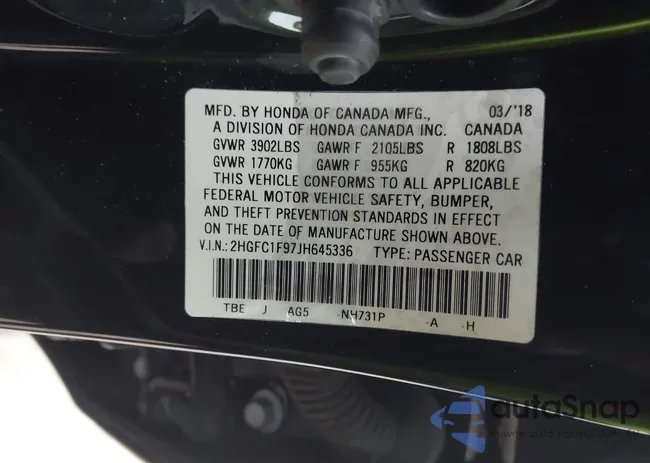 MFD. BY HONDA OF CANADA MFG., 03/'18
A DIVISION OF HONDA CANADA INC. CANADA
GVWR 3902LBS GAWR F 2105LBS R 1808LBS
GVWR 1770KG GAWR F 955KG R 820KG
THIS VEHICLE CONFORMS TO ALL APPLICABLE
FEDERAL MOTOR VEHICLE SAFETY, BUMPER,
AND THEFT PREVENTION STANDARDS IN EFFECT
ON THE DATE OF MANUFACTURE SHOWN ABOVE.
V.I.N.: 2HGFC1F97JH645336 TYPE: PASSENGER CAR
TBE J AG5 -NH731P -A -H
autoSnap